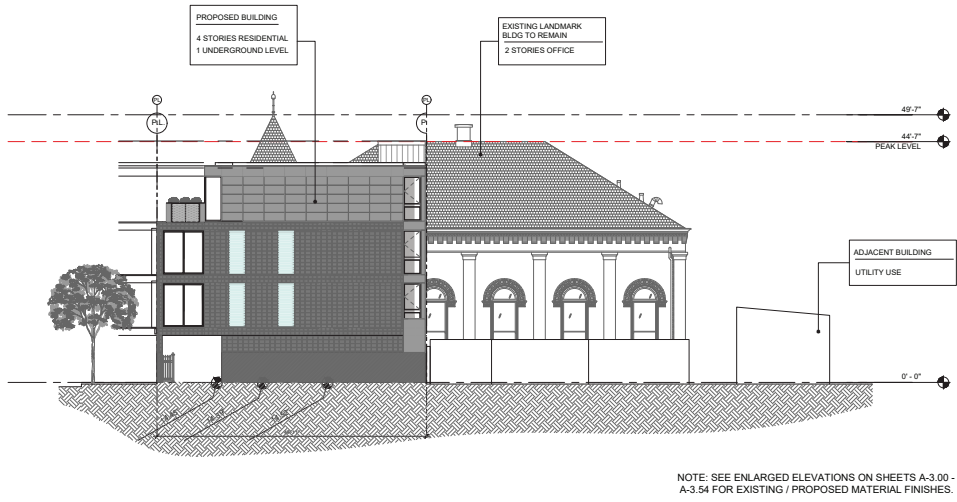 PROPOSED BUILDING
4 STORIES RESIDENTIAL
1 UNDERGROUND LEVEL
EXISTING LANDMARK
BLDG TO REMAIN
2 STORIES OFFICE
PL
PL
49'-7"
44'-7"
PEAK LEVEL
ADJACENT BUILDING
UTILITY USE
0' - 0"
NOTE: SEE ENLARGED ELEVATIONS ON SHEETS A-3.00 -
A-3.54 FOR EXISTING / PROPOSED MATERIAL FINISHES.